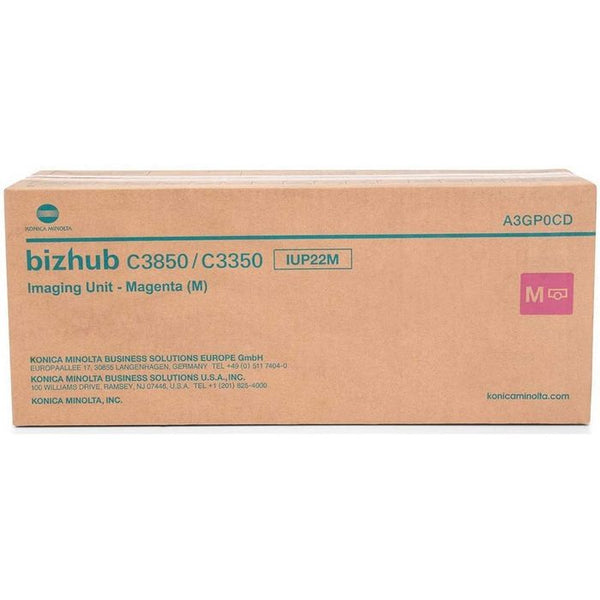 KONICA MINOLTA
A3GP0CD
bizhub C3850 / C3350 IUP22M
Imaging Unit - Magenta (M)
M
KONICA MINOLTA BUSINESS SOLUTIONS EUROPE GmbH
EUROPAALLEE 17, 30855 LANGENHAGEN, GERMANY TEL +49 (0) 511 7404-0
KONICA MINOLTA BUSINESS SOLUTIONS U.S.A., INC.
100 WILLIAMS DRIVE, RAMSEY, NJ 07446, U.S.A. TEL +1 (201) 825-4000
KONICA MINOLTA, INC.
konicaminolta.com